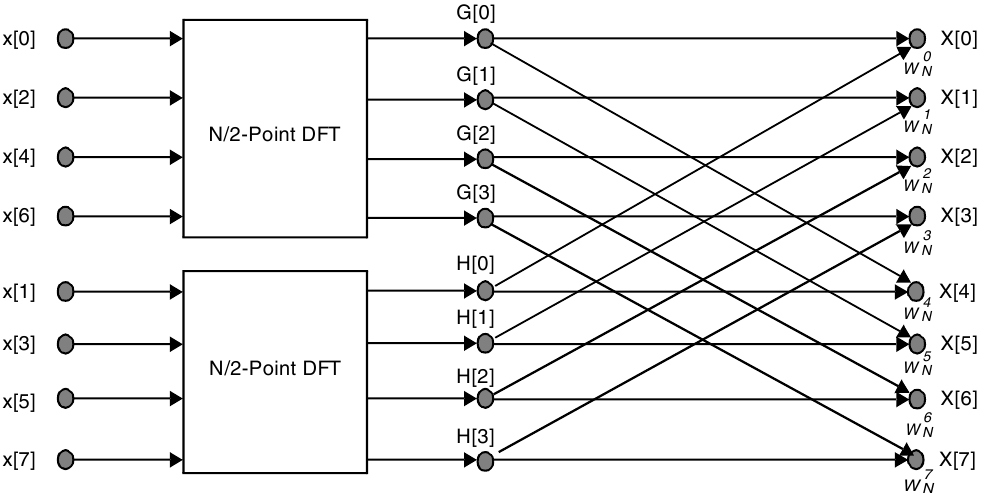 x[0]
x[2]
x[4]
x[6]
N/2-Point DFT
G[0]
G[1]
G[2]
G[3]
x[1]
x[3]
x[5]
x[7]
N/2-Point DFT
H[0]
H[1]
H[2]
H[3]
X[0]
W_N^0
X[1]
W_N^1
X[2]
W_N^2
X[3]
W_N^3
X[4]
W_N^4
X[5]
W_N^5
X[6]
W_N^6
X[7]
W_N^7